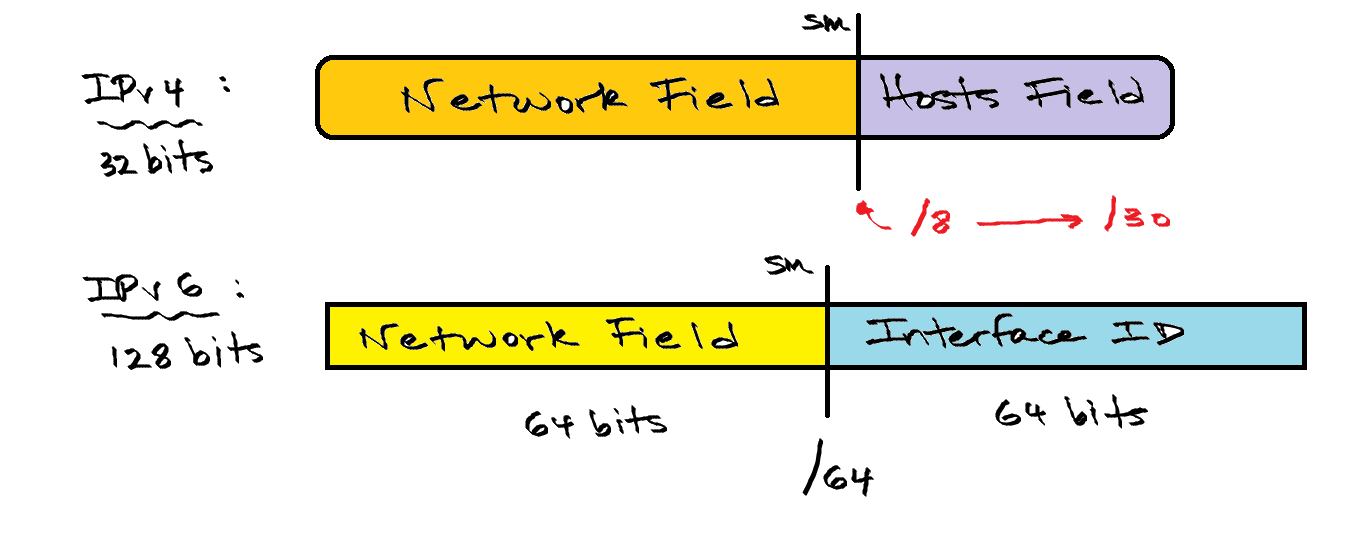 SM
IPv4 :
Network Field
Hosts Field
32 bits
/8 → /30
SM
IPv6 :
Network Field
Interface ID
128 bits
64 bits
64 bits
/64